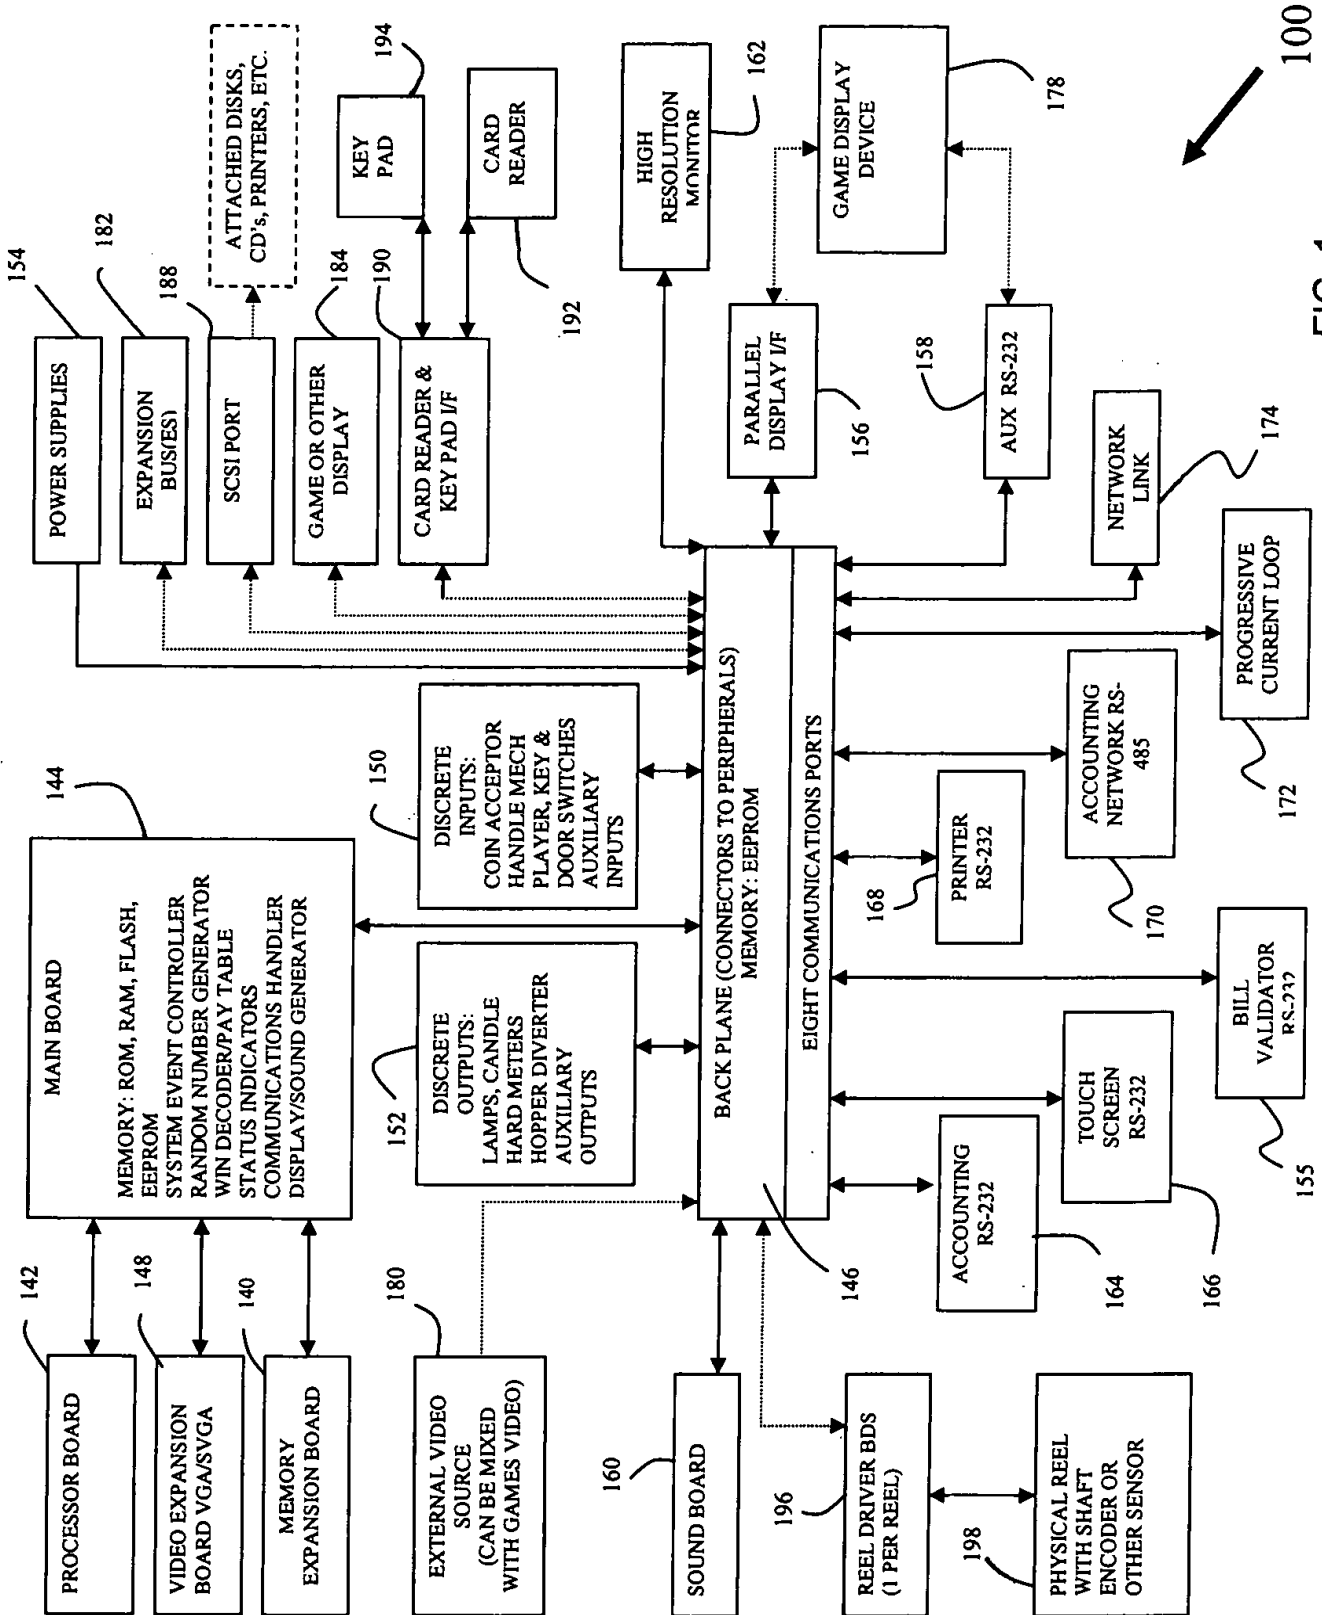 PROCESSOR BOARD
142
VIDEO EXPANSION
BOARD VGA/SVGA
148
MEMORY
EXPANSION BOARD
140
MAIN BOARD
MEMORY: ROM, RAM, FLASH,
EEPROM
SYSTEM EVENT CONTROLLER
RANDOM NUMBER GENERATOR
WIN DECODER/PAY TABLE
STATUS INDICATORS
COMMUNICATIONS HANDLER
DISPLAY/SOUND GENERATOR
144
POWER SUPPLIES
154
EXPANSION
BUS(ES)
182
SCSI PORT
188
ATTACHED DISKS,
CD's, PRINTERS, ETC.
GAME OR OTHER
DISPLAY
184
CARD READER &
KEY PAD I/F
190
KEY
PAD
194
CARD
READER
192
EXTERNAL VIDEO
SOURCE
(CAN BE MIXED
WITH GAMES VIDEO)
180
DISCRETE
OUTPUTS:
LAMPS, CANDLE
HARD METERS
HOPPER DIVERTER
AUXILIARY
OUTPUTS
152
DISCRETE
INPUTS:
COIN ACCEPTOR
HANDLE MECH
PLAYER, KEY &
DOOR SWITCHES
AUXILIARY
INPUTS
150
SOUND BOARD
160
BACK PLANE (CONNECTORS TO PERIPHERALS)
MEMORY: EEPROM
EIGHT COMMUNICATIONS PORTS
146
HIGH
RESOLUTION
MONITOR
162
PARALLEL
DISPLAY I/F
156
GAME DISPLAY
DEVICE
178
AUX RS-232
158
REEL DRIVER BDS
(1 PER REEL)
196
PHYSICAL REEL
WITH SHAFT
ENCODER OR
OTHER SENSOR
198
ACCOUNTING
RS-232
164
TOUCH
SCREEN
RS-232
166
BILL
VALIDATOR
RS-232
155
PRINTER
RS-232
168
ACCOUNTING
NETWORK RS-
485
170
PROGRESSIVE
CURRENT LOOP
172
NETWORK
LINK
174
100